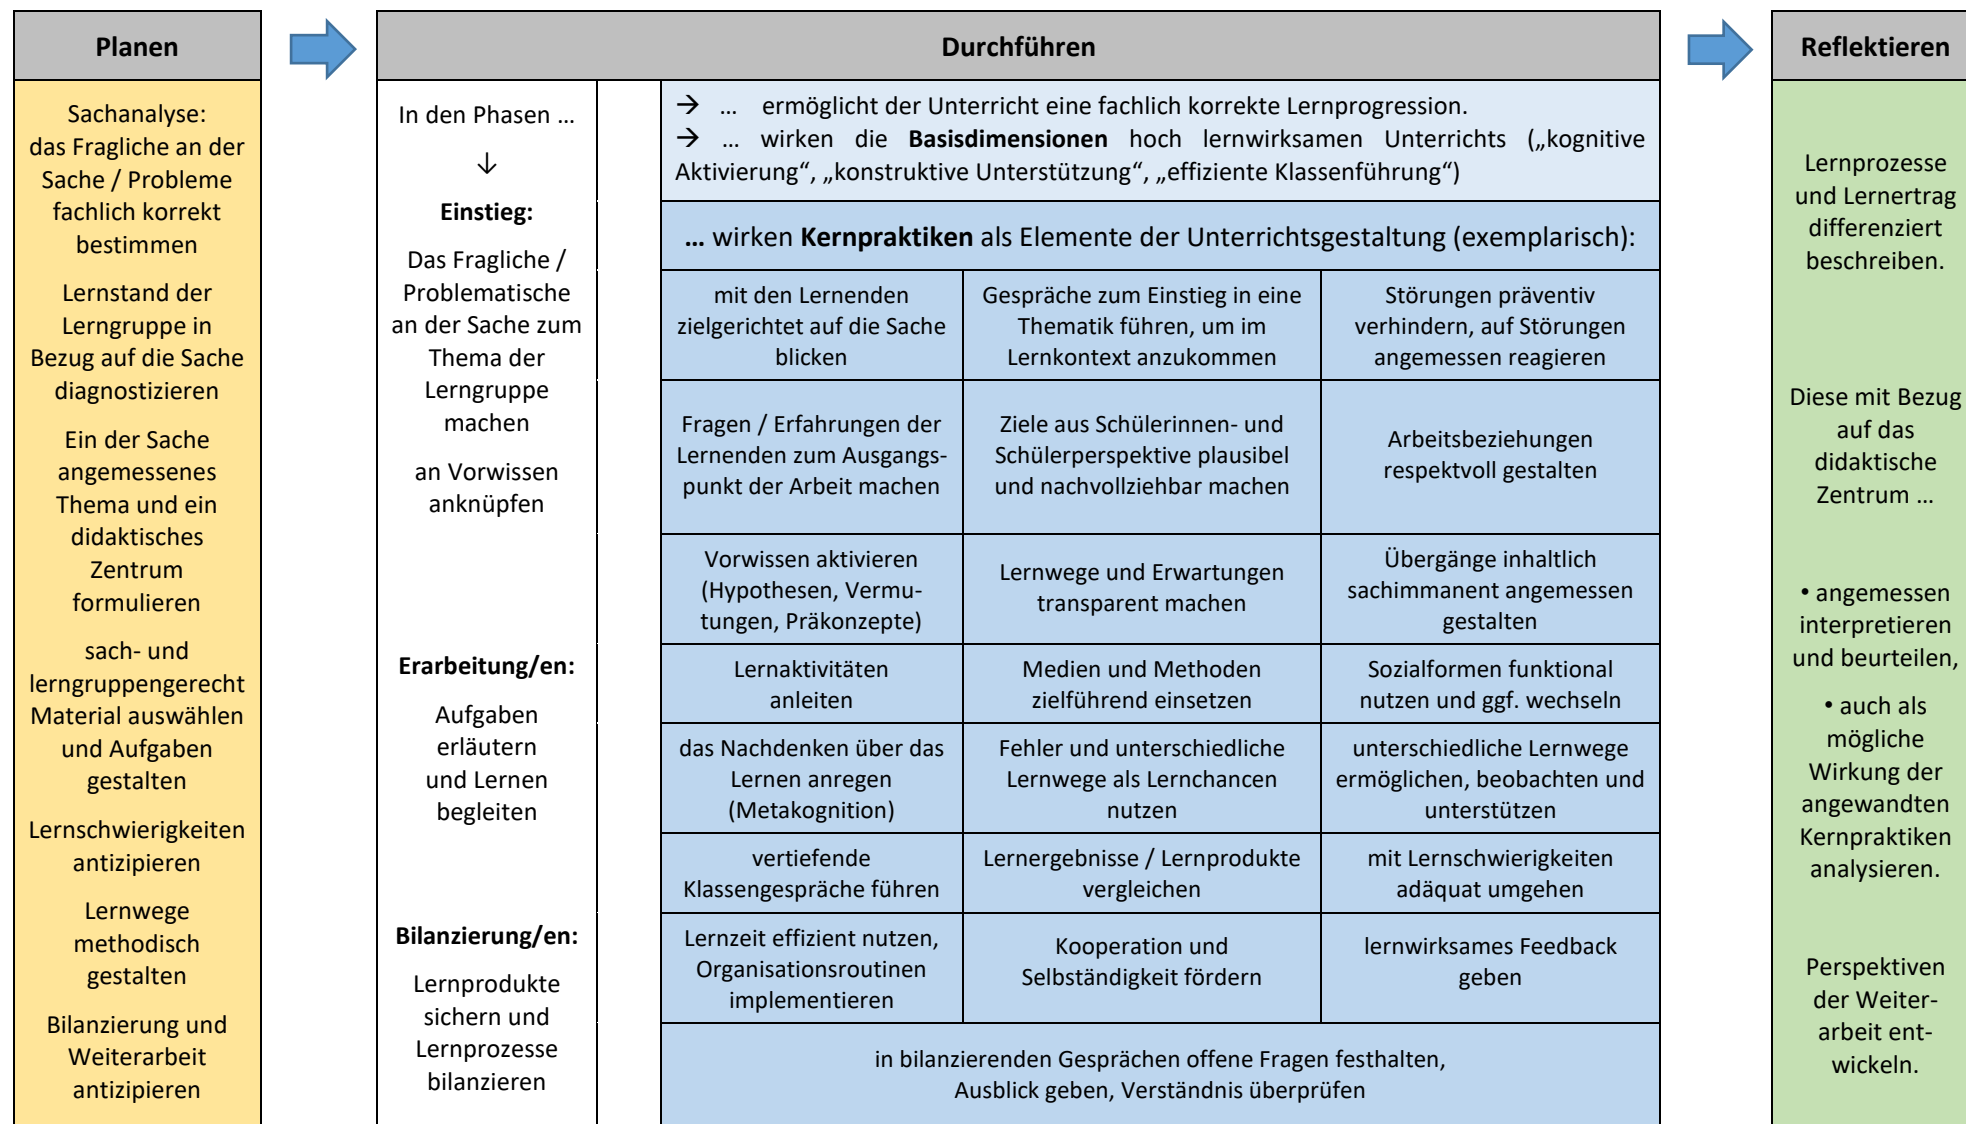 Planen
Sachanalyse:
das Fragliche an der
Sache / Probleme
fachlich korrekt
bestimmen
Lernstand der
Lerngruppe in
Bezug auf die Sache
diagnostizieren
Ein der Sache
angemessenes
Thema und ein
didaktisches
Zentrum
formulieren
sach- und
lerngruppengerecht
Material auswählen
und Aufgaben
gestalten
Lernschwierigkeiten
antizipieren
Lernwege
methodisch
gestalten
Bilanzierung und
Weiterarbeit
antizipieren
Durchführen
In den Phasen …
↓
Einstieg:
Das Fragliche /
Problematische
an der Sache zum
Thema der
Lerngruppe
machen
an Vorwissen
anknüpfen
Erarbeitung/en:
Aufgaben
erläutern
und Lernen
begleiten
Bilanzierung/en:
Lernprodukte
sichern und
Lernprozesse
bilanzieren
→ … ermöglicht der Unterricht eine fachlich korrekte Lernprogression.
→ … wirken die Basisdimensionen hoch lernwirksamen Unterrichts („kognitive
Aktivierung“, „konstruktive Unterstützung“, „effiziente Klassenführung“)
… wirken Kernpraktiken als Elemente der Unterrichtsgestaltung (exemplarisch):
mit den Lernenden
zielgerichtet auf die Sache
blicken
Gespräche zum Einstieg in eine
Thematik führen, um im
Lernkontext anzukommen
Störungen präventiv
verhindern, auf Störungen
angemessen reagieren
Fragen / Erfahrungen der
Lernenden zum Ausgangs-
punkt der Arbeit machen
Ziele aus Schülerinnen- und
Schülerperspektive plausibel
und nachvollziehbar machen
Arbeitsbeziehungen
respektvoll gestalten
Vorwissen aktivieren
(Hypothesen, Vermu-
tungen, Präkonzepte)
Lernwege und Erwartungen
transparent machen
Übergänge inhaltlich
sachimmanent angemessen
gestalten
Lernaktivitäten
anleiten
Medien und Methoden
zielführend einsetzen
Sozialformen funktional
nutzen und ggf. wechseln
das Nachdenken über das
Lernen anregen
(Metakognition)
Fehler und unterschiedliche
Lernwege als Lernchancen
nutzen
unterschiedliche Lernwege
ermöglichen, beobachten und
unterstützen
vertiefende
Klassengespräche führen
Lernergebnisse / Lernprodukte
vergleichen
mit Lernschwierigkeiten
adäquat umgehen
Lernzeit effizient nutzen,
Organisationsroutinen
implementieren
Kooperation und
Selbständigkeit fördern
lernwirksames Feedback
geben
in bilanzierenden Gesprächen offene Fragen festhalten,
Ausblick geben, Verständnis überprüfen
Reflektieren
Lernprozesse
und Lernertrag
differenziert
beschreiben.
Diese mit Bezug
auf das
didaktische
Zentrum …
• angemessen
interpretieren
und beurteilen,
• auch als
mögliche
Wirkung der
angewandten
Kernpraktiken
analysieren.
Perspektiven
der Weiter-
arbeit ent-
wickeln.